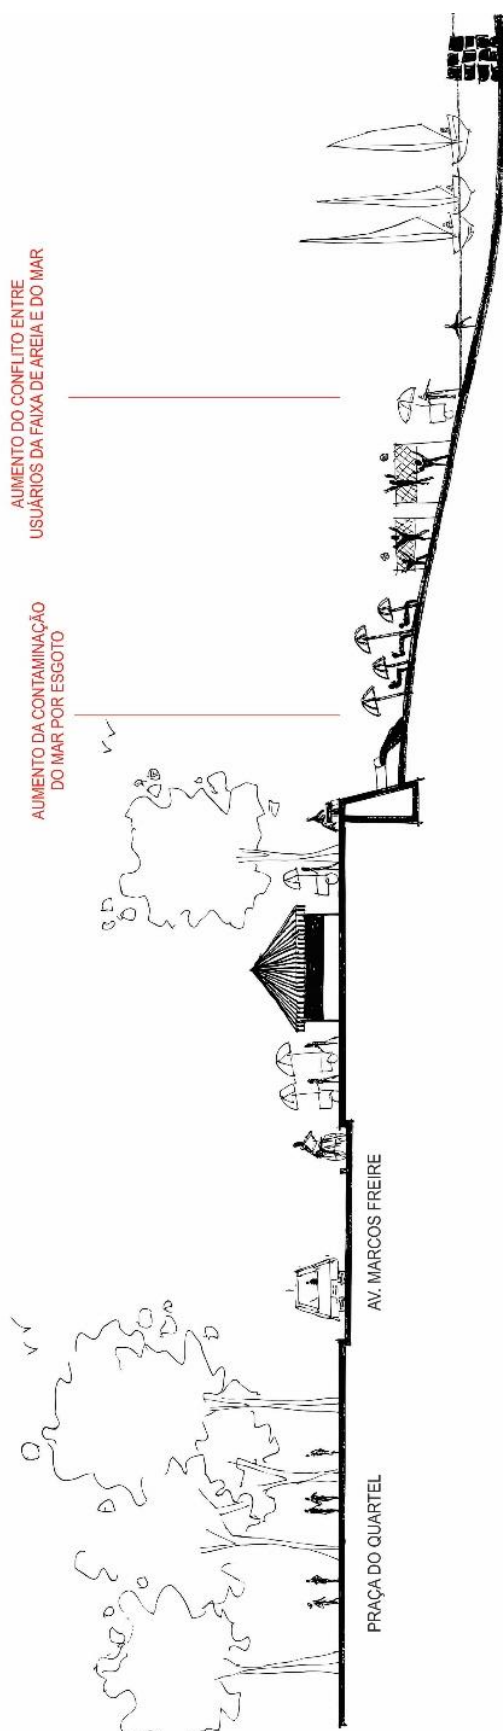 AUMENTO DA CONTAMINAÇÃO
DO MAR POR ESGOTO
AUMENTO DO CONFLITO ENTRE
USUÁRIOS DA FAIXA DE AREIA E DO MAR
PRAÇA DO QUARTEL
AV. MARCOS FREIRE